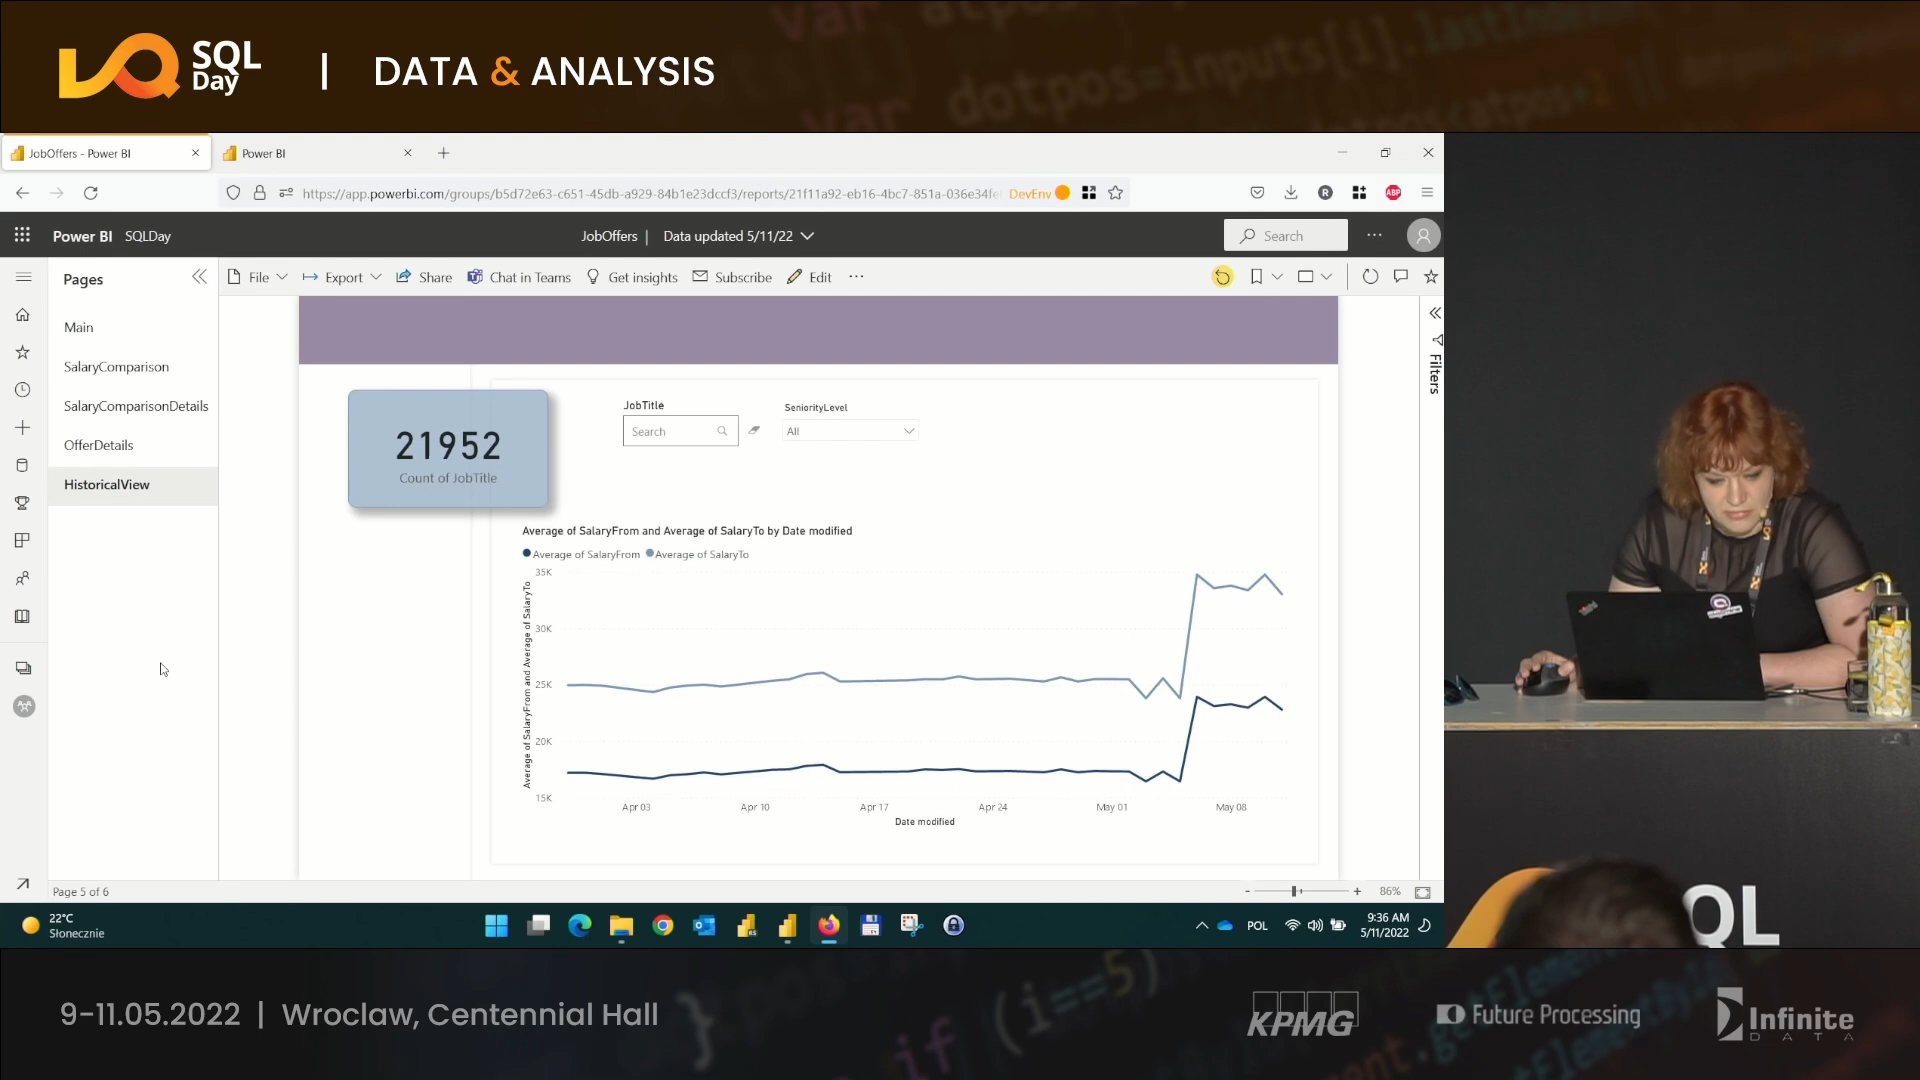 SQL
Day
| DATA & ANALYSIS
JobOffers - Power BI
Power BI
https://app.powerbi.com/groups/b5d72e63-c651-45db-a929-84b1e23dccf3/reports/21f11a92-eb16-4bc7-851a-036e34fe
DevEnv
R
ABP
Power BI SQLDay
JobOffers | Data updated 5/11/22
Search
Pages
File
Export
Share
Chat in Teams
Get insights
Subscribe
Edit
Main
SalaryComparison
SalaryComparisonDetails
OfferDetails
HistoricalView
Filters
21952
Count of JobTitle
JobTitle
Search
SeniorityLevel
All
Average of SalaryFrom and Average of SalaryTo by Date modified
Average of SalaryFrom Average of SalaryTo
Average of SalaryFrom and Average of SalaryTo
35K
30K
25K
20K
15K
Apr 03 Apr 10 Apr 17 Apr 24 May 01 May 08
Date modified
Page 5 of 6
- + 86%
22°C
Słonecznie
POL
9:36 AM
5/11/2022
QL
9-11.05.2022 | Wroclaw, Centennial Hall
KPMG
Future Processing
Infinite
DATA